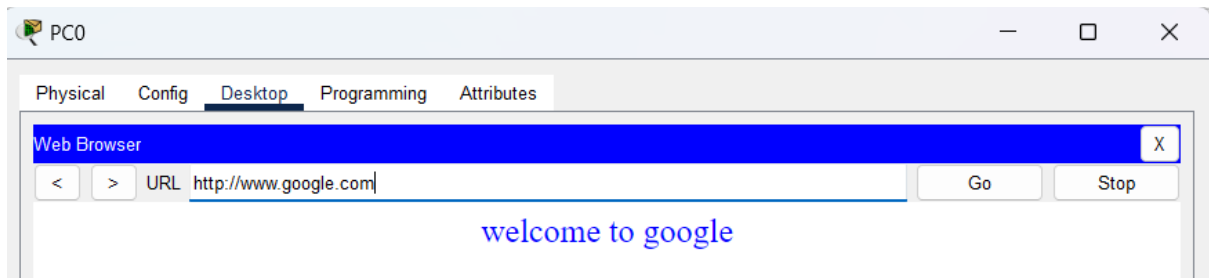 PC0
Physical Config Desktop Programming Attributes
Web Browser X
< > URL http://www.google.com Go Stop
welcome to google